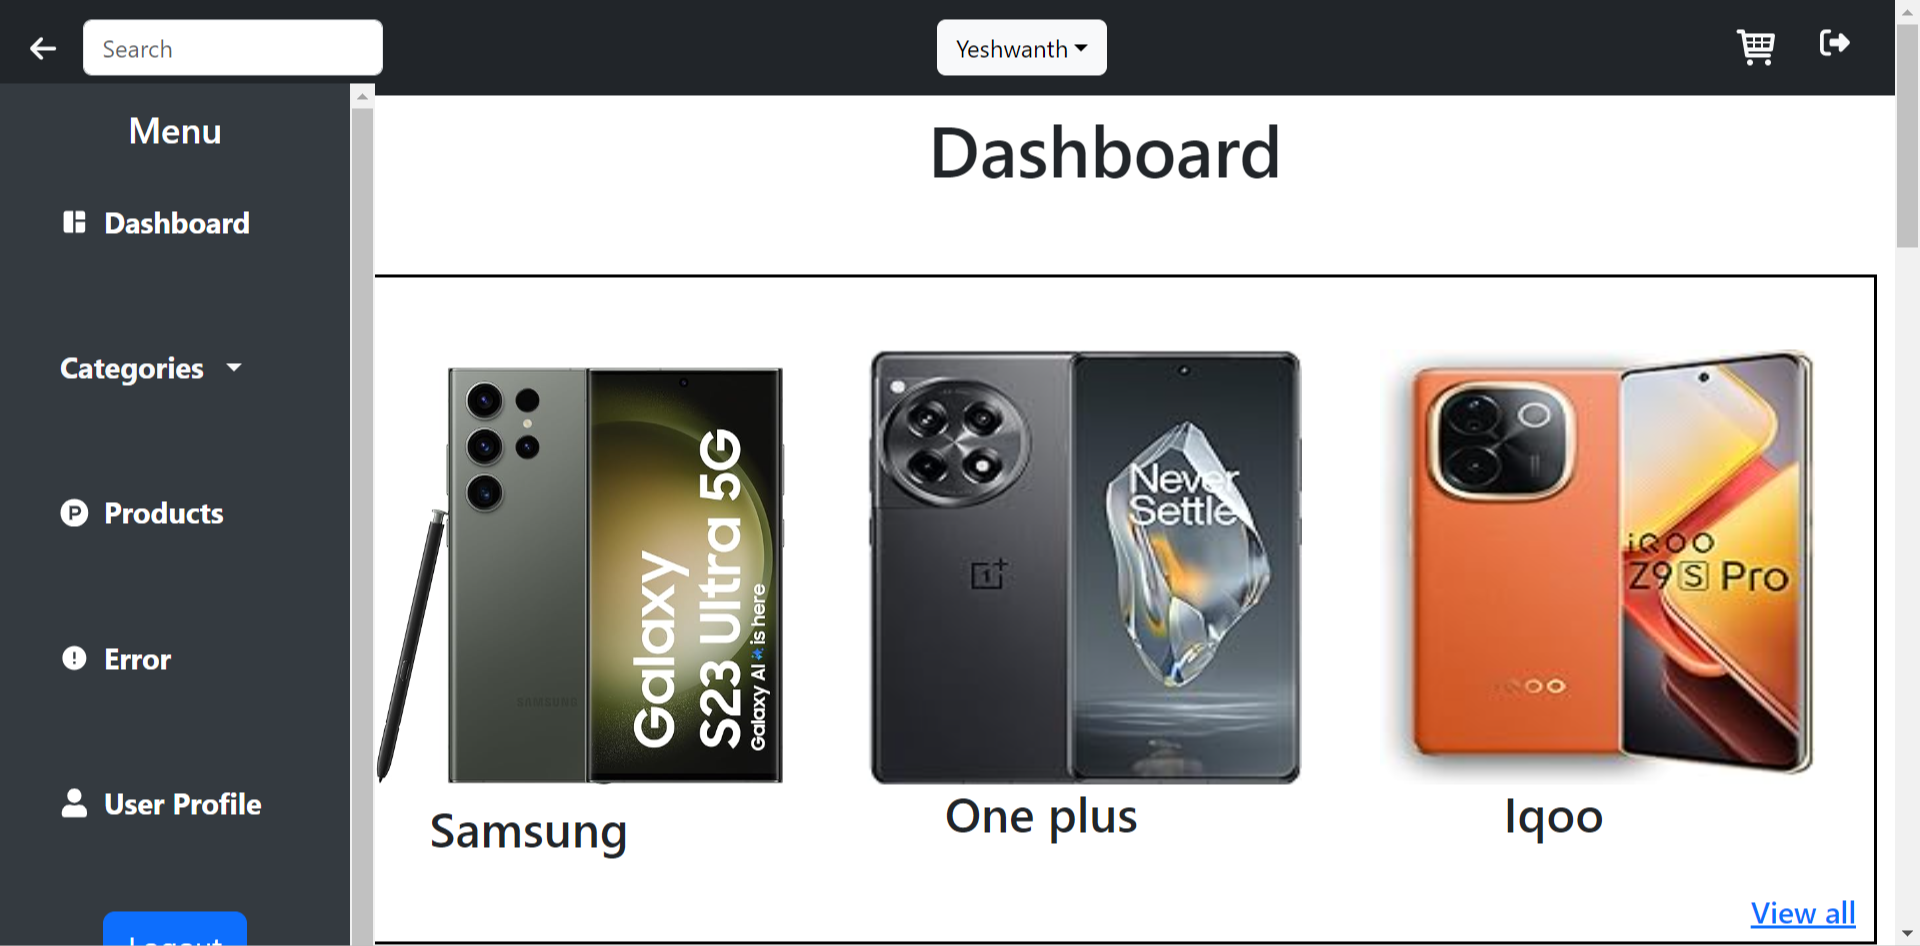 Search
Yeshwanth
Menu
Dashboard
Categories
Products
Error
User Profile
Logout
Dashboard
Galaxy
S23 Ultra 5G
Galaxy AI is here
SAMSUNG
Samsung
Never
Settle
One plus
iQOO
Z9S Pro
iQOO
Iqoo
View all